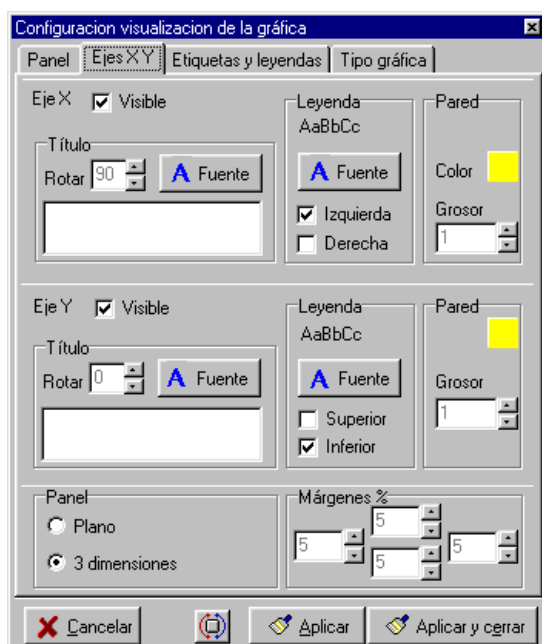 Configuracion visualizacion de la gráfica
Panel Ejes X Y Etiquetas y leyendas Tipo gráfica
Eje X Visible
Título
Rotar 90 A Fuente
Leyenda
AaBbCc
A Fuente
Izquierda
Derecha
Pared
Color
Grosor
1
Eje Y Visible
Título
Rotar 0 A Fuente
Leyenda
AaBbCc
A Fuente
Superior
Inferior
Pared
Grosor
1
Panel
Plano
3 dimensiones
Márgenes %
5
5
5
5
Cancelar Aplicar Aplicar y cerrar